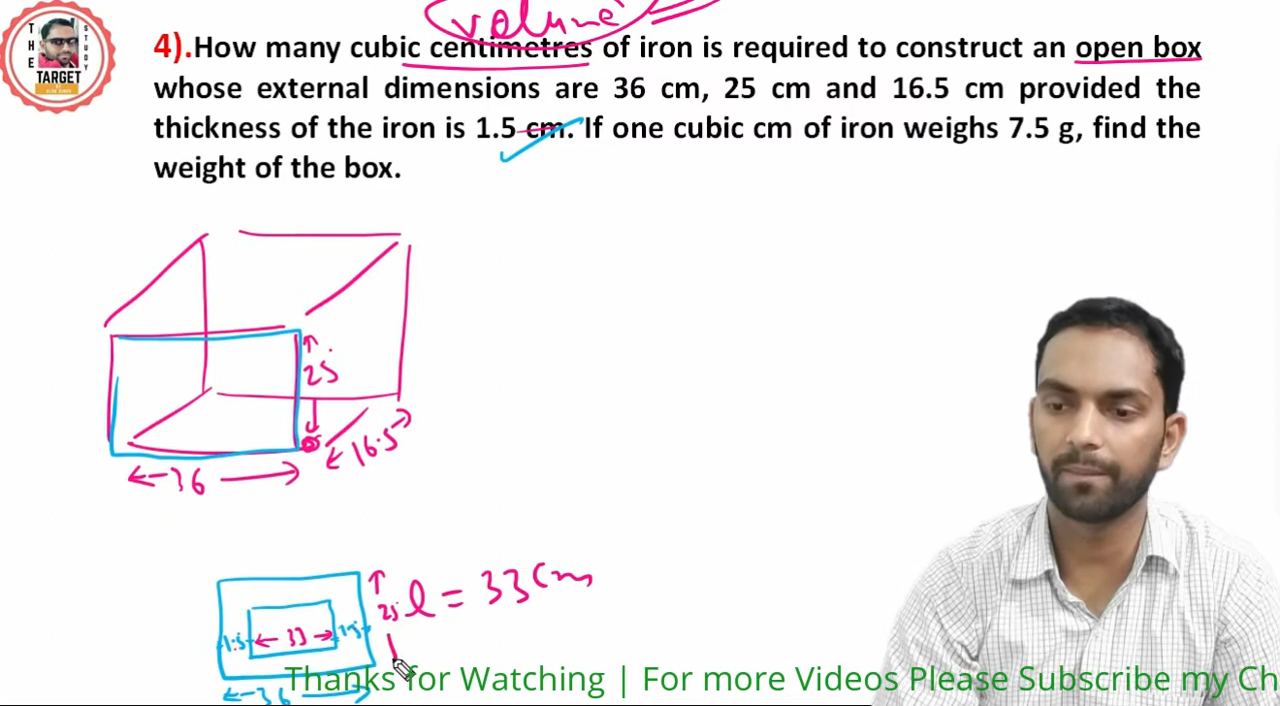 volume
4).How many cubic centimetres of iron is required to construct an open box
whose external dimensions are 36 cm, 25 cm and 16.5 cm provided the
thickness of the iron is 1.5 cm. If one cubic cm of iron weighs 7.5 g, find the
weight of the box.
THE
STUDY
TARGET
25
16.5
36
25
l = 33 cm
1.5
33
1.5
36
Thanks for Watching | For more Videos Please Subscribe my Ch